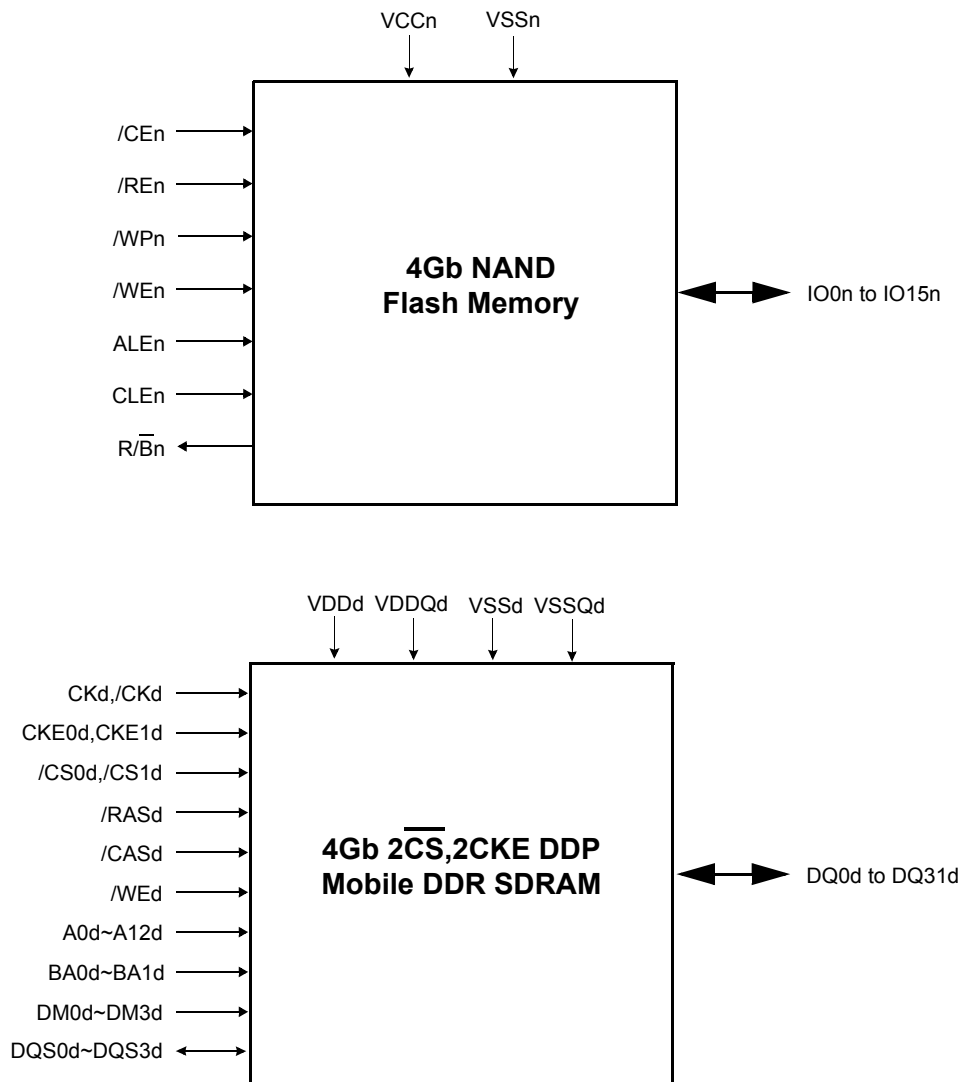 VCCn VSSn
/CEn
/REn
/WPn
/WEn
ALEn
CLEn
R/B̅n
4Gb NAND
Flash Memory
IO0n to IO15n
VDDd VDDQd VSSd VSSQd
CKd,/CKd
CKE0d,CKE1d
/CS0d,/CS1d
/RASd
/CASd
/WEd
A0d~A12d
BA0d~BA1d
DM0d~DM3d
DQS0d~DQS3d
4Gb 2C̅S̅,2CKE DDP
Mobile DDR SDRAM
DQ0d to DQ31d